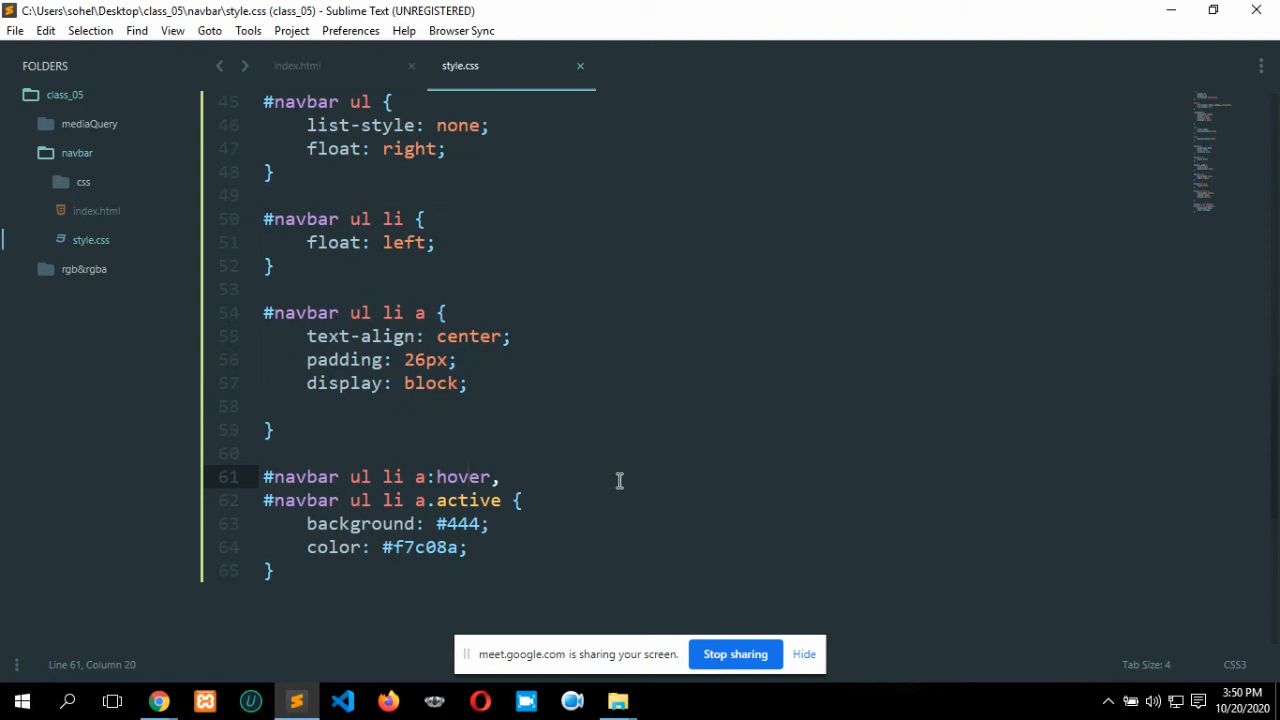 C:\Users\sohel\Desktop\class_05\navbar\style.css (class_05) - Sublime Text (UNREGISTERED)
File Edit Selection Find View Goto Tools Project Preferences Help Browser Sync
FOLDERS
class_05
mediaQuery
navbar
css
index.html
style.css
rgb&rgba
index.html
style.css
45 #navbar ul {
46 list-style: none;
47 float: right;
48 }
49
50 #navbar ul li {
51 float: left;
52 }
53
54 #navbar ul li a {
55 text-align: center;
56 padding: 26px;
57 display: block;
58
59 }
60
61 #navbar ul li a:hover,
62 #navbar ul li a.active {
63 background: #444;
64 color: #f7c08a;
65 }
meet.google.com is sharing your screen. Stop sharing Hide
Line 61, Column 20
Tab Size: 4
CSS3
3:50 PM
10/20/2020